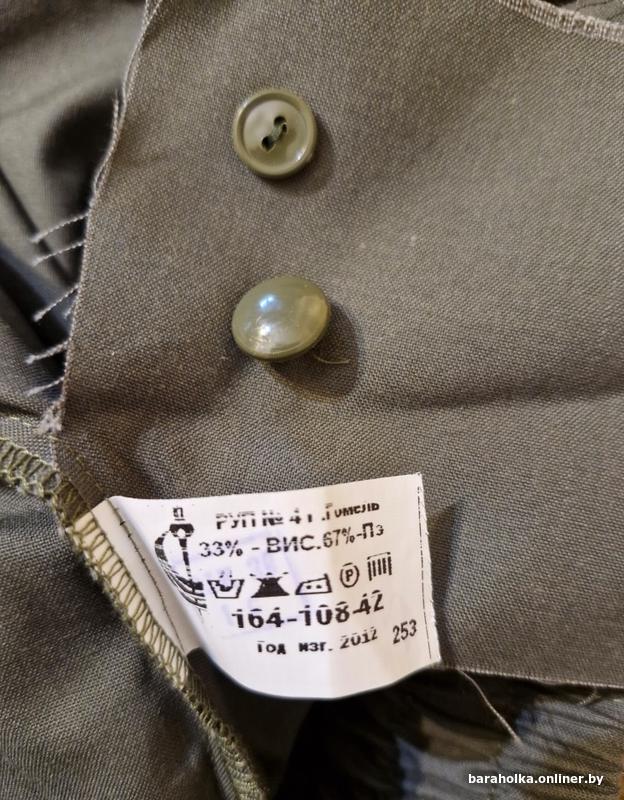 РУП № 4 г.Гомель
33% - ВИС.67%-Пэ
P
164-108-42
Год изг. 2012 253
baraholka.onliner.by